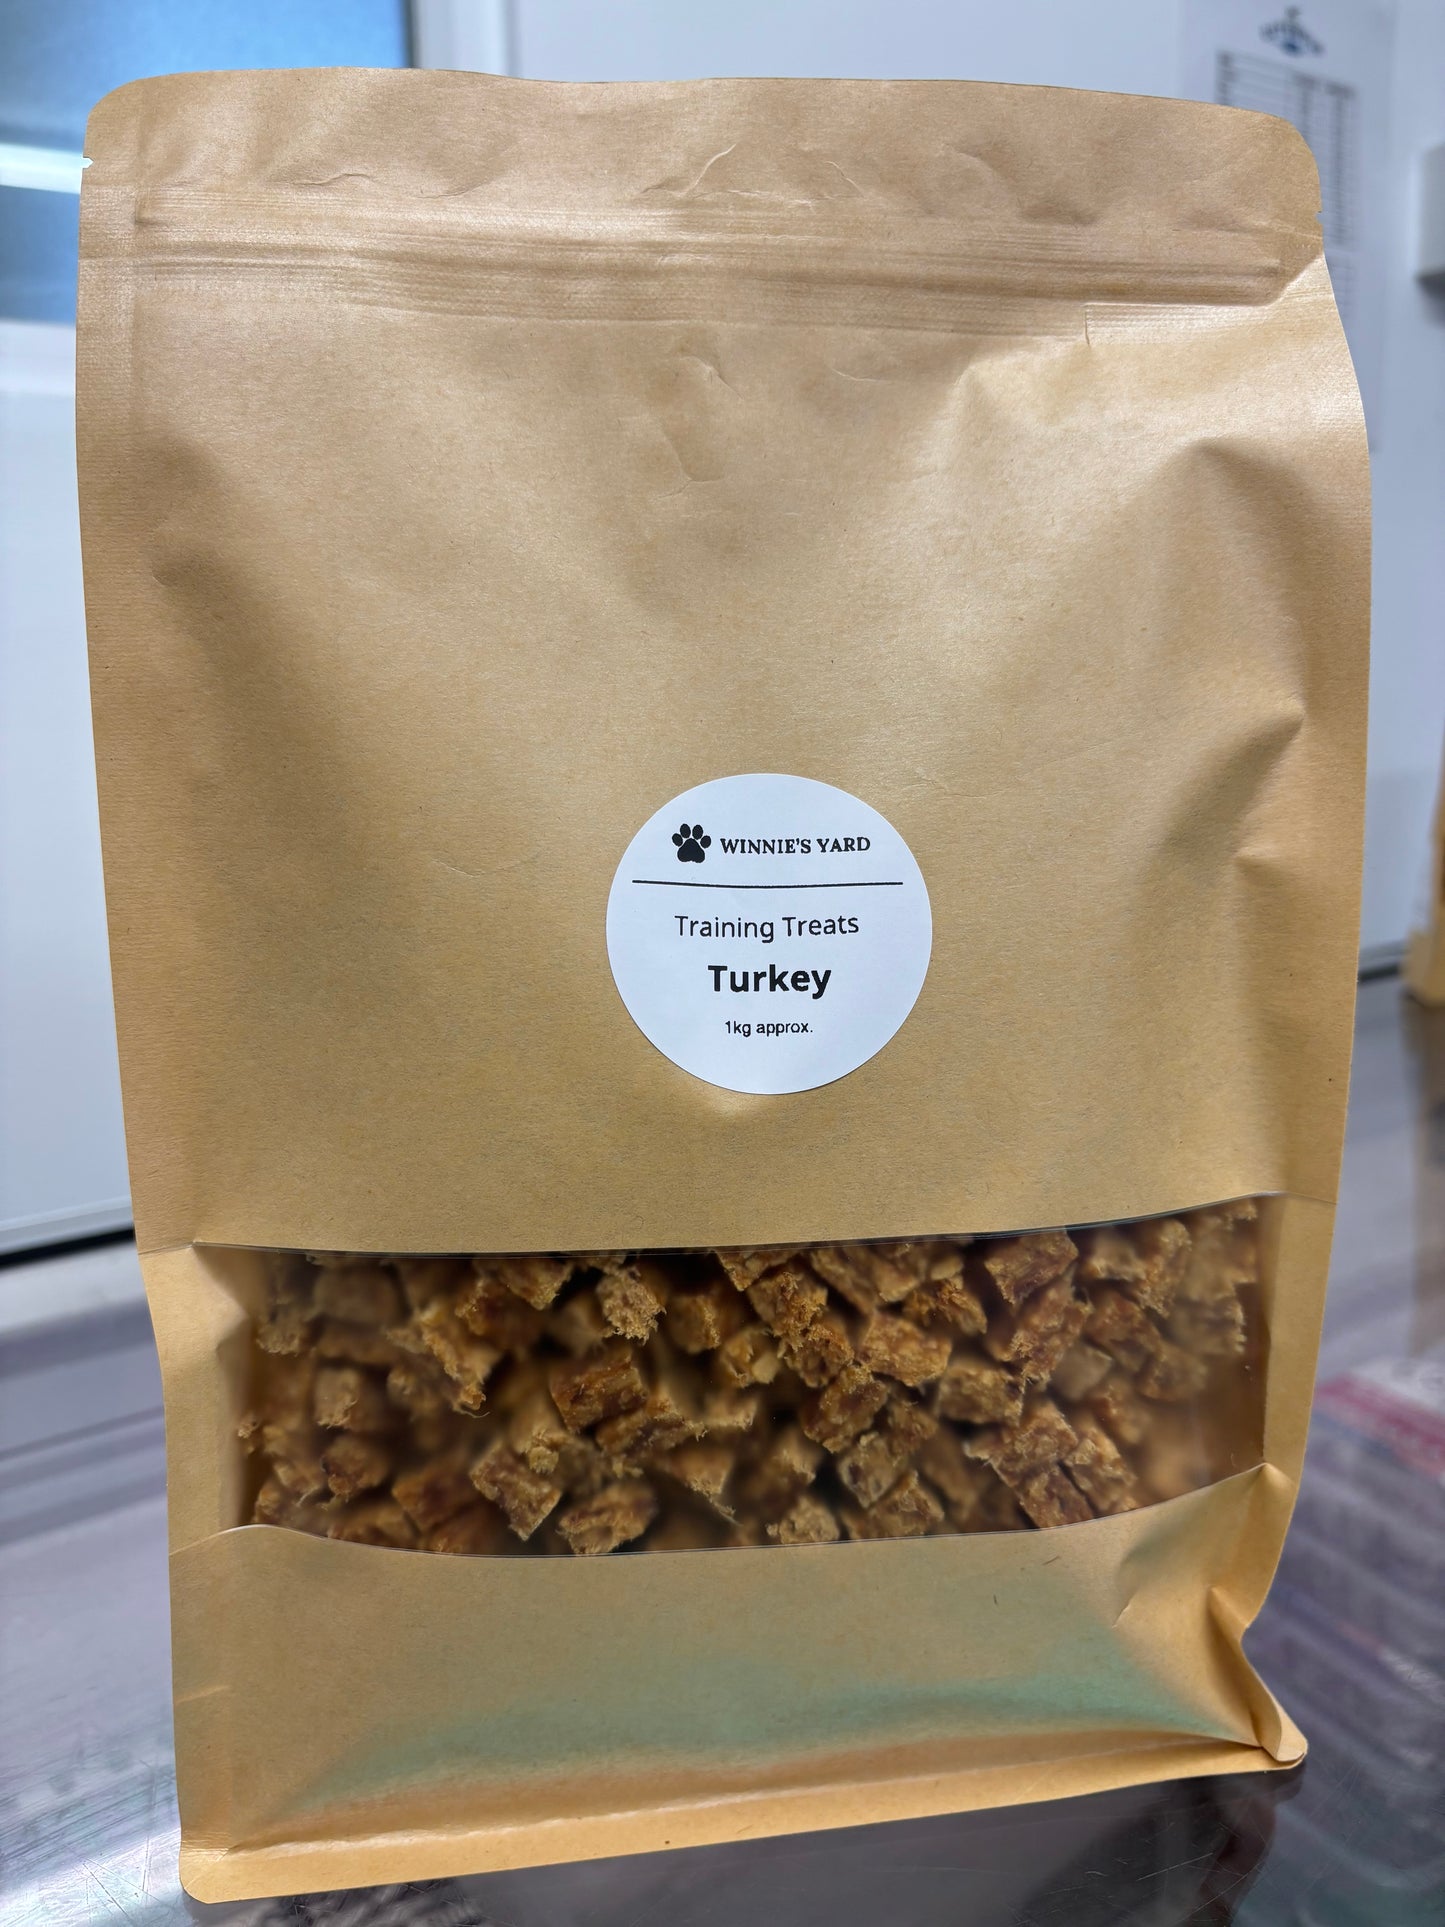 WINNIE'S YARD
Training Treats
Turkey
1kg approx.